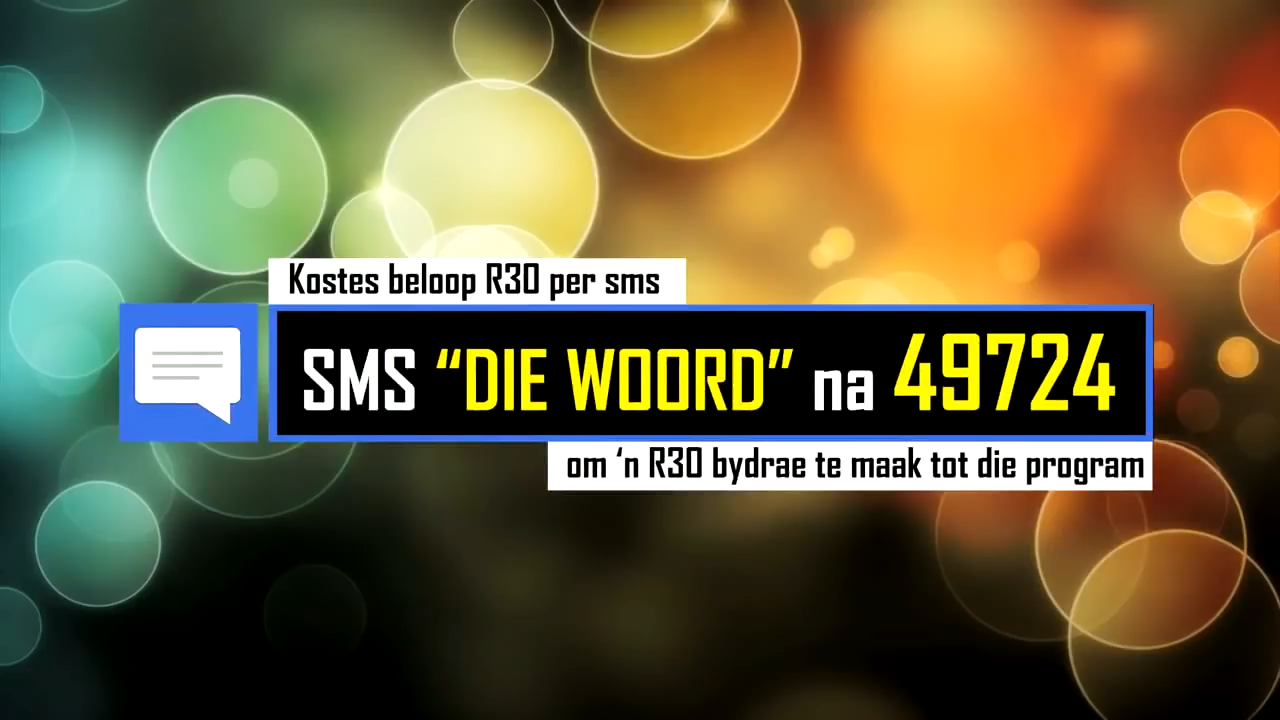 Kostes beloop R30 per sms
SMS “DIE WOORD” na 49724
om ‘n R30 bydrae te maak tot die program